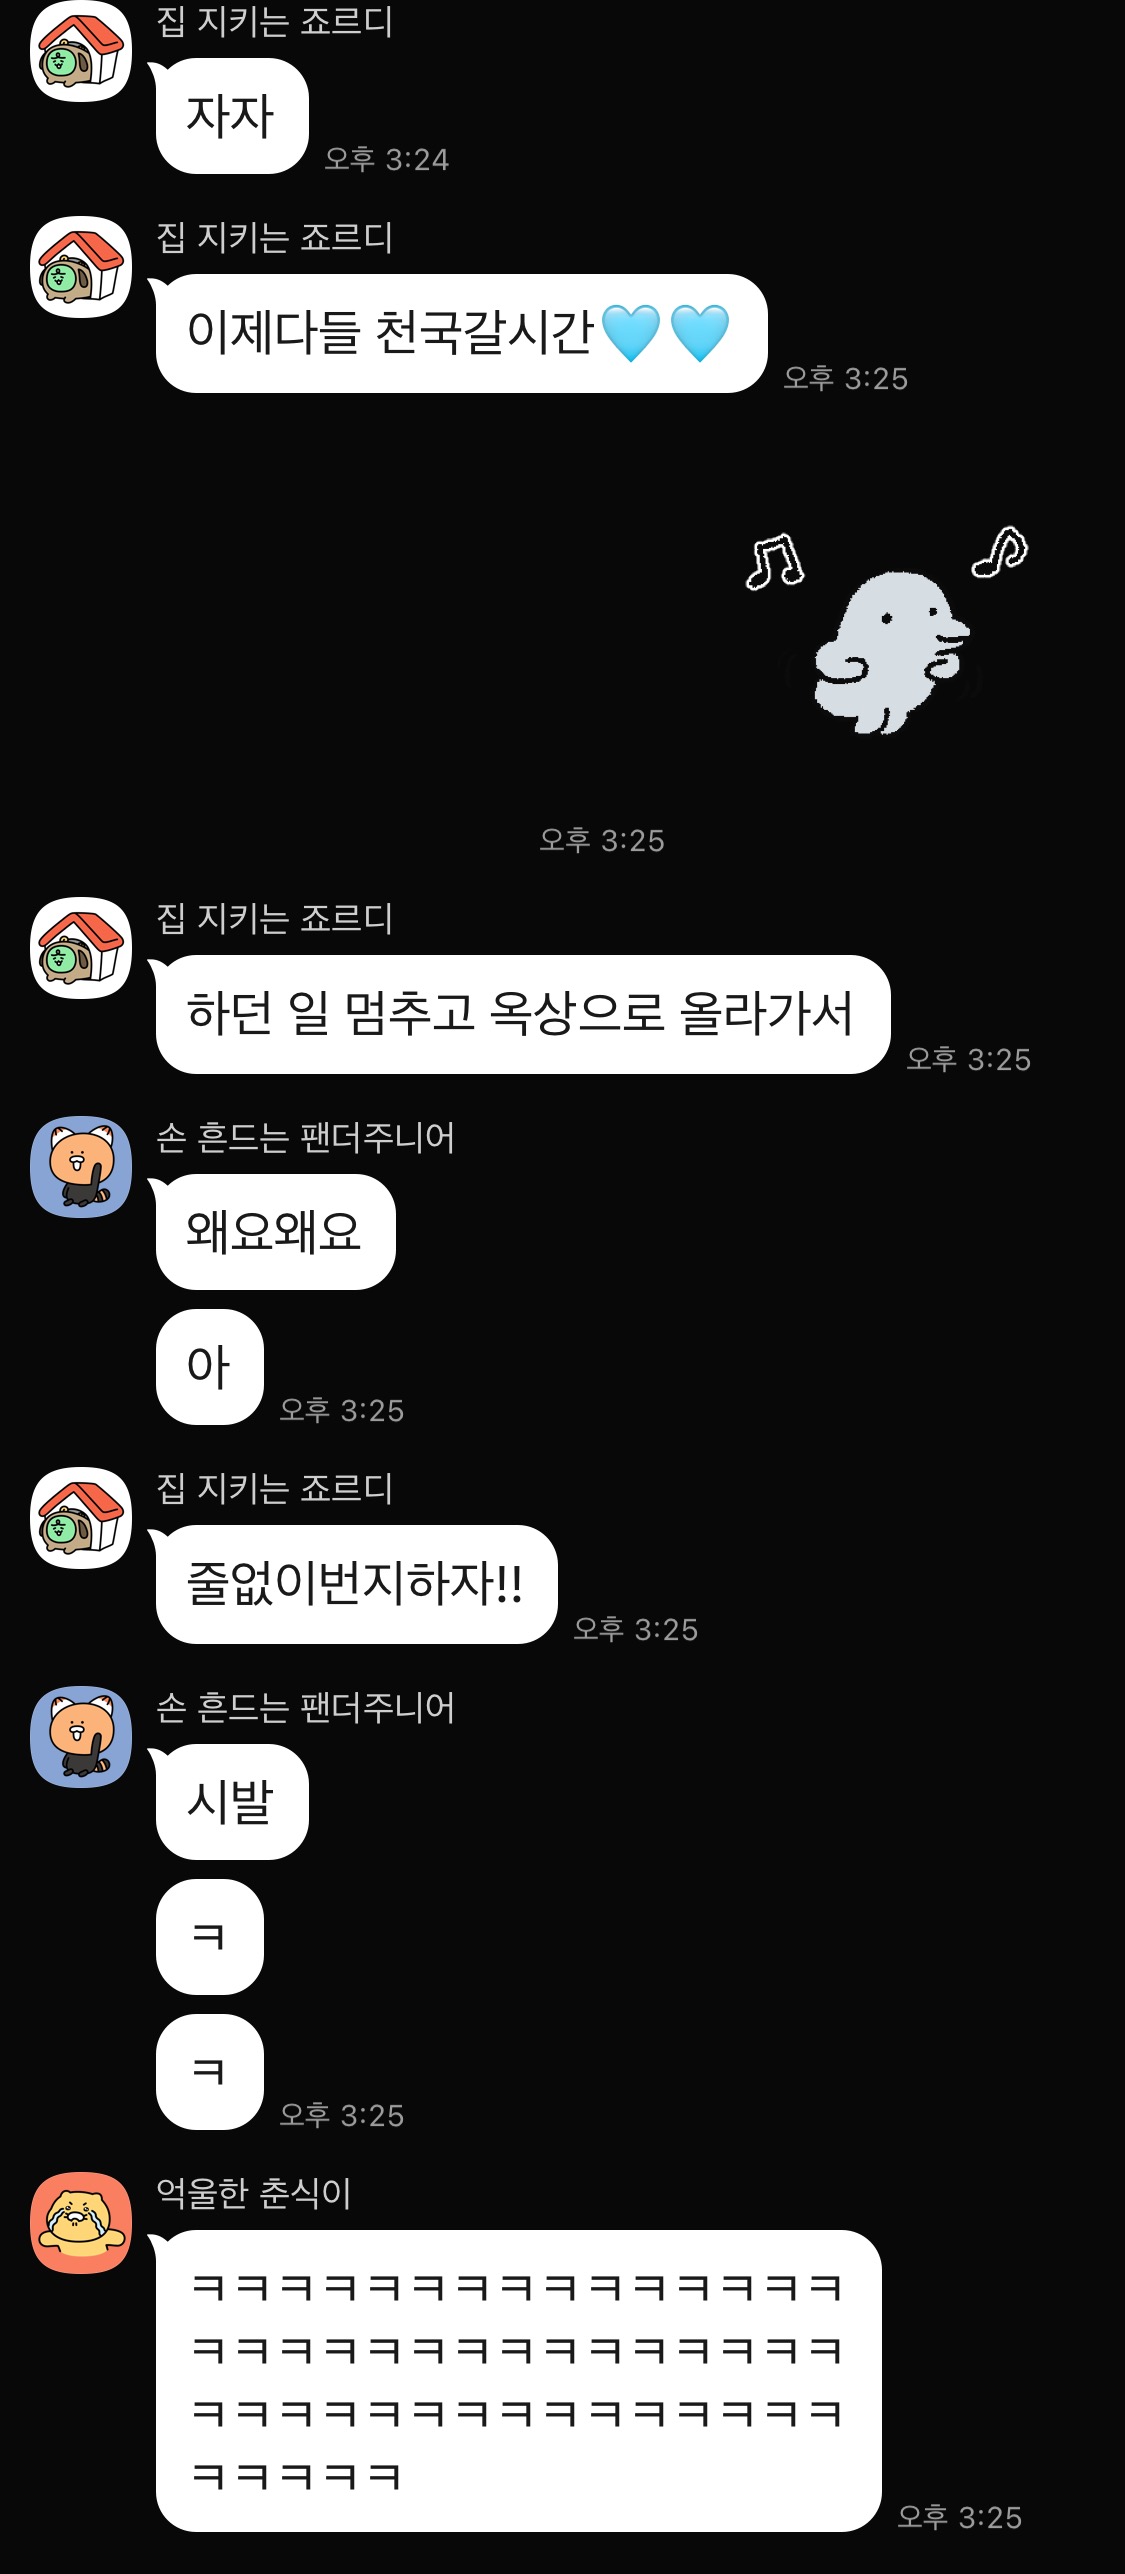 집 지키는 죠르디
자자
오후 3:24
집 지키는 죠르디
이제다들 천국갈시간🩵🩵
오후 3:25
오후 3:25
집 지키는 죠르디
하던 일 멈추고 옥상으로 올라가서
오후 3:25
손 흔드는 팬더주니어
왜요왜요
아
오후 3:25
집 지키는 죠르디
줄없이번지하자!!
오후 3:25
손 흔드는 팬더주니어
시발
ㅋ
ㅋ
오후 3:25
억울한 춘식이
ㅋㅋㅋㅋㅋㅋㅋㅋㅋㅋㅋㅋㅋㅋㅋ
ㅋㅋㅋㅋㅋㅋㅋㅋㅋㅋㅋㅋㅋㅋㅋ
ㅋㅋㅋㅋㅋㅋㅋㅋㅋㅋㅋㅋㅋㅋㅋ
ㅋㅋㅋㅋㅋ
오후 3:25